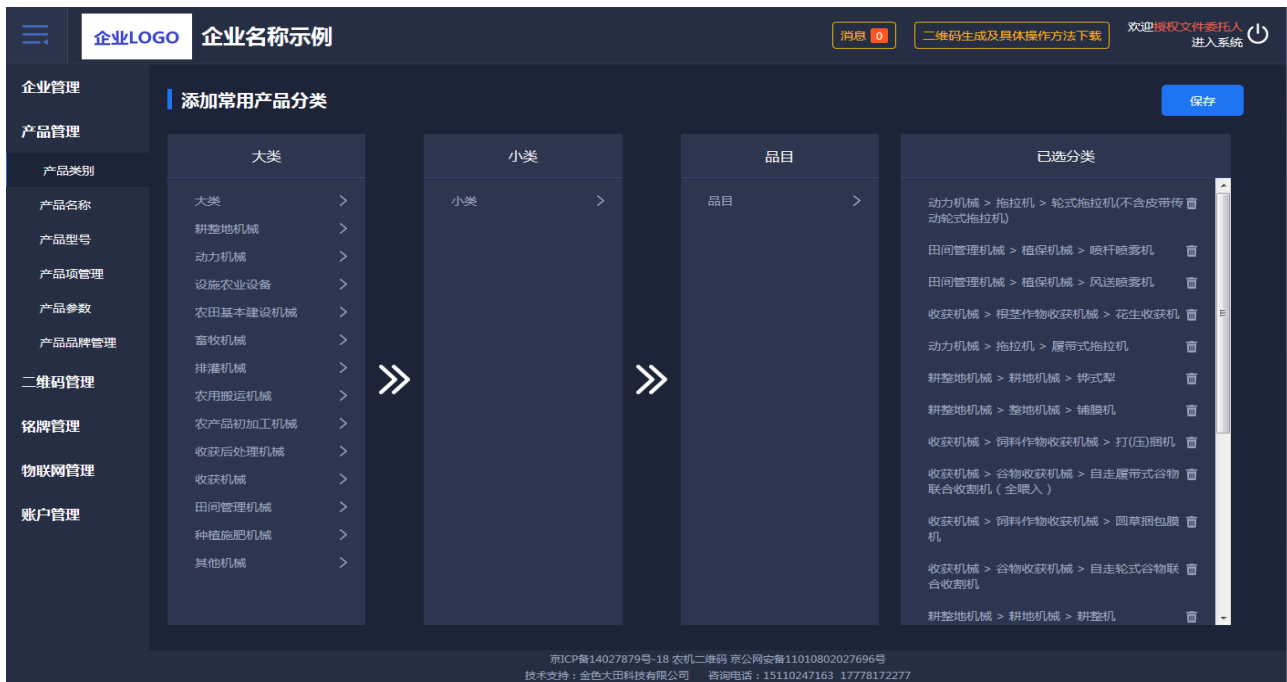 企业LOGO
企业名称示例
消息 0
二维码生成及具体操作方法下载
欢迎授权文件委托人
进入系统
企业管理
产品管理
产品类别
产品名称
产品型号
产品项管理
产品参数
产品品牌管理
二维码管理
铭牌管理
物联网管理
账户管理
添加常用产品分类
保存
大类
大类
耕整地机械
动力机械
设施农业设备
农田基本建设机械
畜牧机械
排灌机械
农用搬运机械
农产品初加工机械
收获后处理机械
收获机械
田间管理机械
种植施肥机械
其他机械
小类
小类
品目
品目
已选分类
动力机械 > 拖拉机 > 轮式拖拉机(不含皮带传
动轮式拖拉机)
田间管理机械 > 植保机械 > 喷杆喷雾机
田间管理机械 > 植保机械 > 风送喷雾机
收获机械 > 根茎作物收获机械 > 花生收获机
动力机械 > 拖拉机 > 履带式拖拉机
耕整地机械 > 耕地机械 > 铧式犁
耕整地机械 > 整地机械 > 铺膜机
收获机械 > 饲料作物收获机械 > 打(压)捆机
收获机械 > 谷物收获机械 > 自走履带式谷物
联合收割机（全喂入）
收获机械 > 饲料作物收获机械 > 圆草捆包膜
机
收获机械 > 谷物收获机械 > 自走轮式谷物联
合收割机
耕整地机械 > 耕地机械 > 耕整机
京ICP备14027879号-18 农机二维码 京公网安备11010802027696号
技术支持：金色大田科技有限公司 咨询电话：15110247163 17778172277